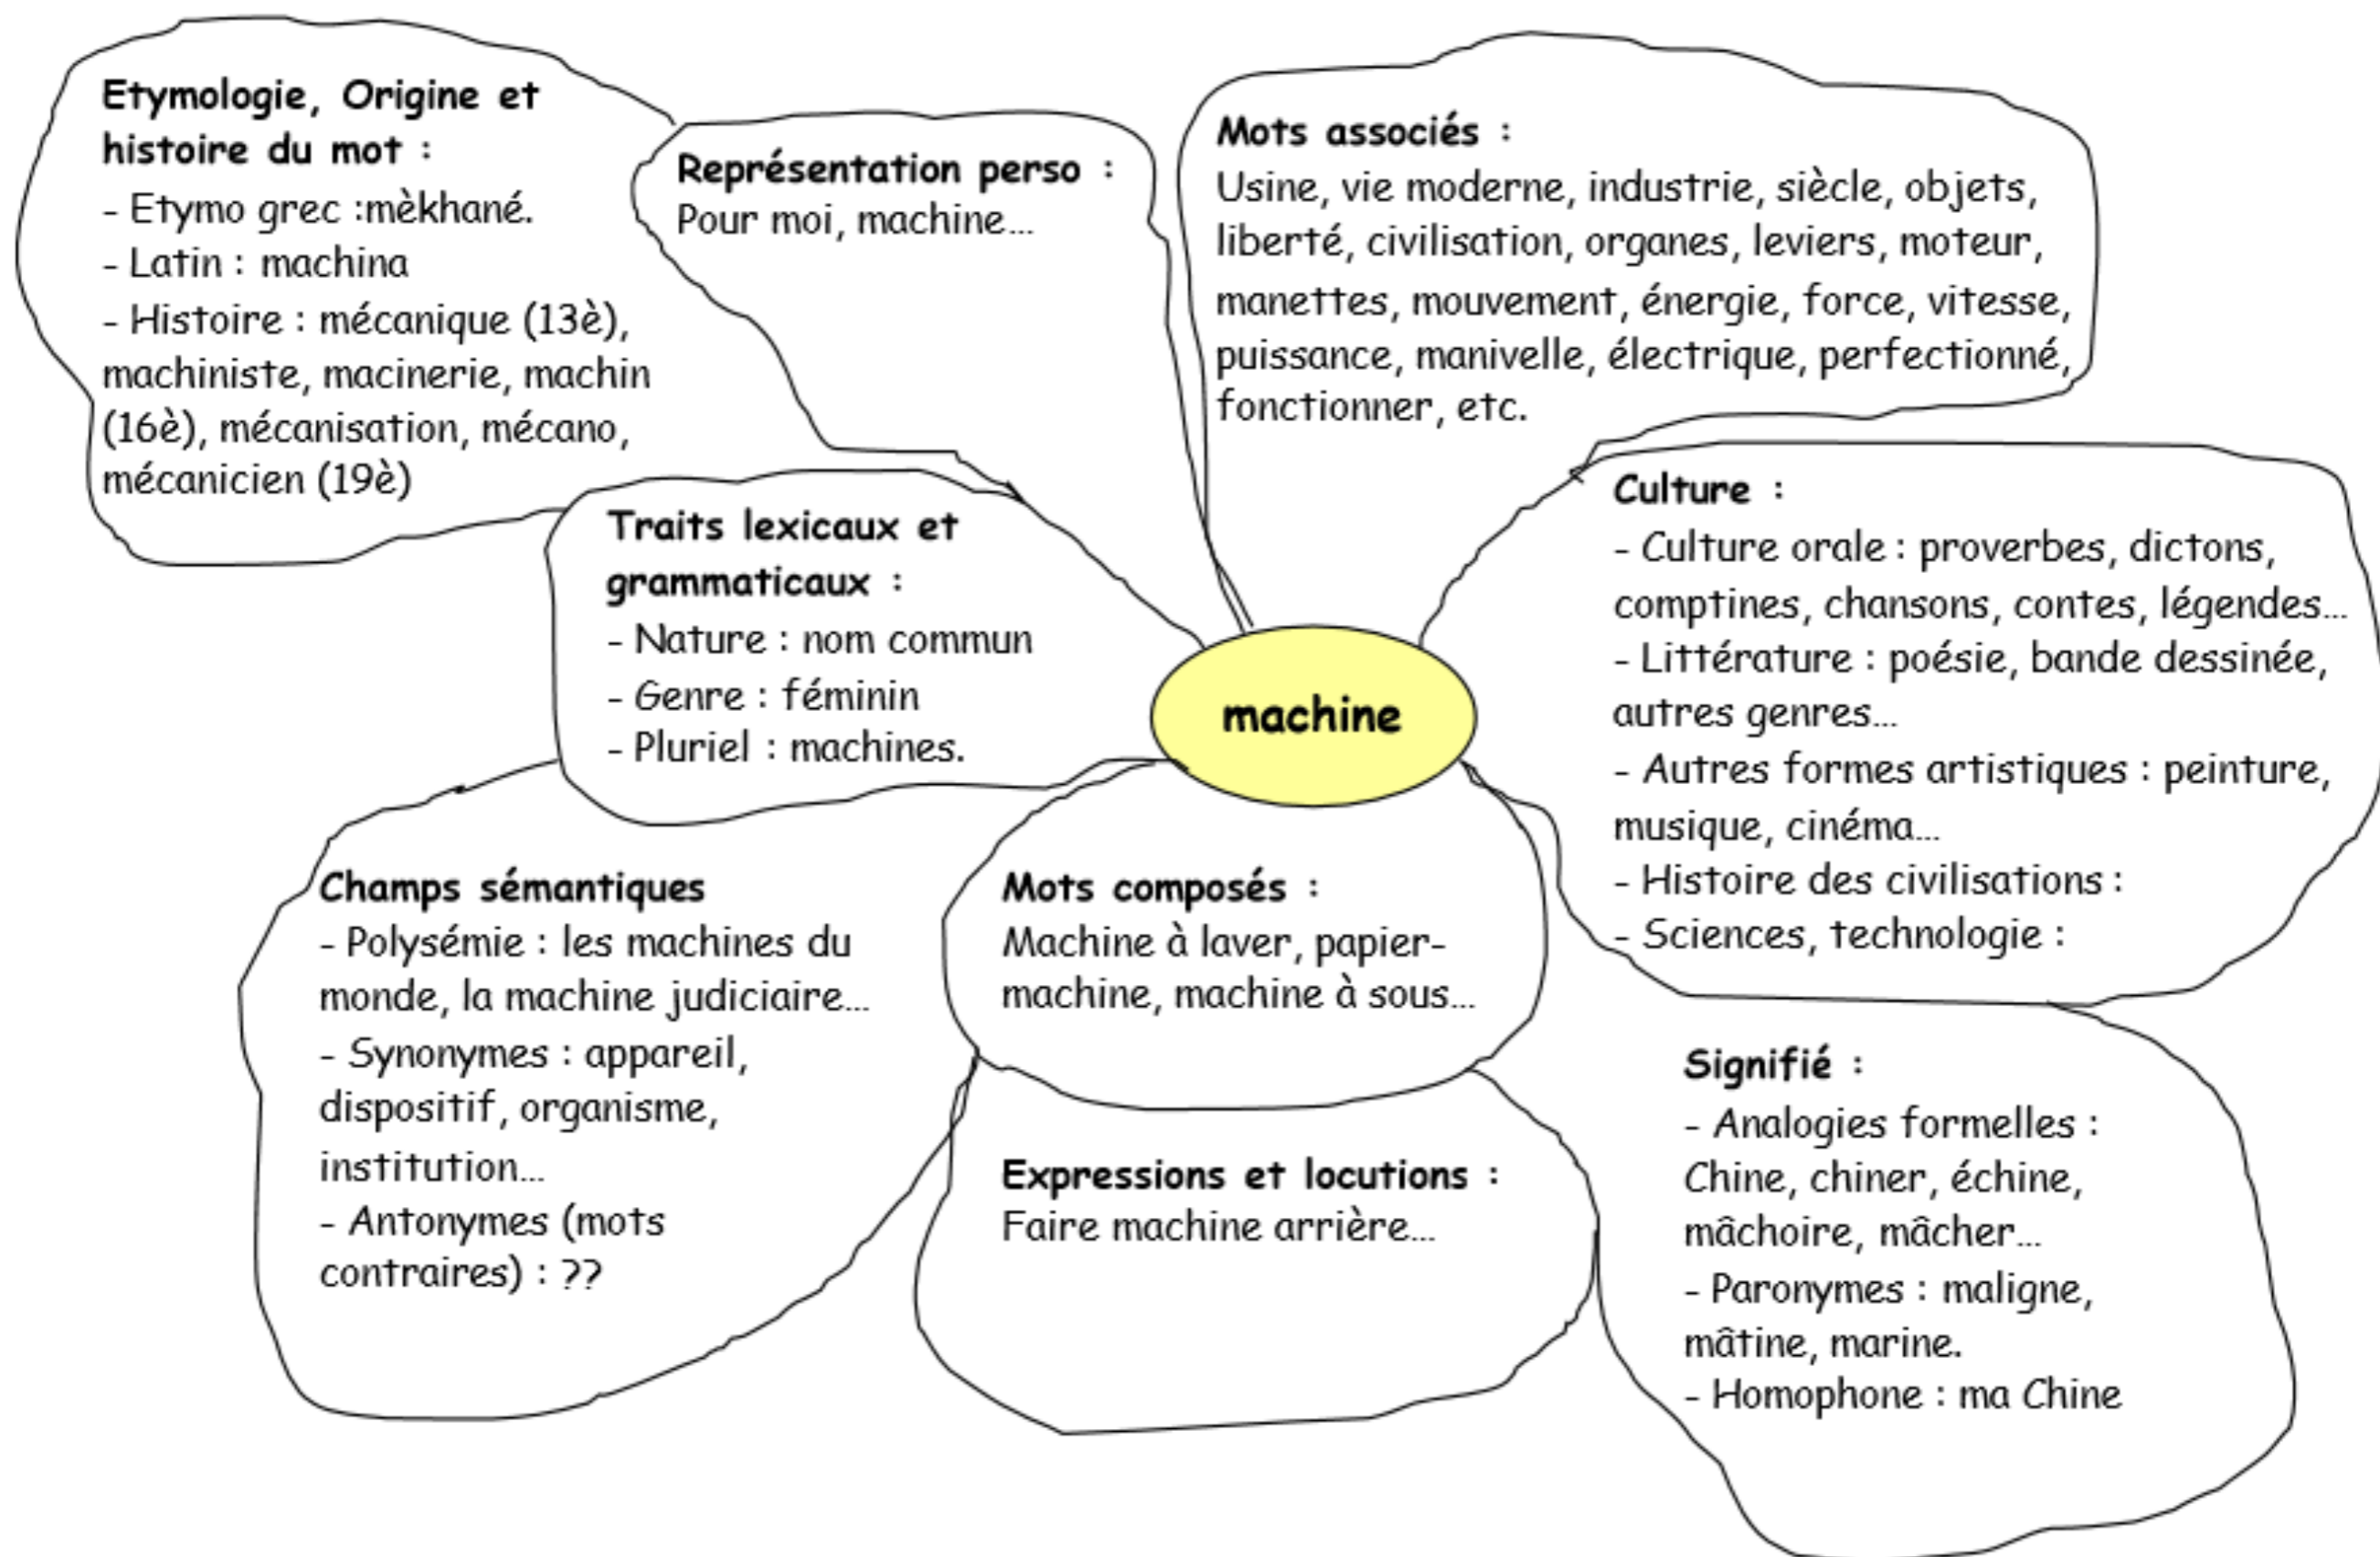 Etymologie, Origine et
histoire du mot :
- Etymo grec :mèkhané.
- Latin : machina
- Histoire : mécanique (13è),
machiniste, macinerie, machin
(16è), mécanisation, mécano,
mécanicien (19è)
Représentation perso :
Pour moi, machine...
Mots associés :
Usine, vie moderne, industrie, siècle, objets,
liberté, civilisation, organes, leviers, moteur,
manettes, mouvement, énergie, force, vitesse,
puissance, manivelle, électrique, perfectionné,
fonctionner, etc.
Traits lexicaux et
grammaticaux :
- Nature : nom commun
- Genre : féminin
- Pluriel : machines.
machine
Culture :
- Culture orale : proverbes, dictons,
comptines, chansons, contes, légendes...
- Littérature : poésie, bande dessinée,
autres genres...
- Autres formes artistiques : peinture,
musique, cinéma...
- Histoire des civilisations :
- Sciences, technologie :
Champs sémantiques
- Polysémie : les machines du
monde, la machine judiciaire...
- Synonymes : appareil,
dispositif, organisme,
institution...
- Antonymes (mots
contraires) : ??
Mots composés :
Machine à laver, papier-
machine, machine à sous...
Expressions et locutions :
Faire machine arrière...
Signifié :
- Analogies formelles :
Chine, chiner, échine,
mâchoire, mâcher...
- Paronymes : maligne,
mâtine, marine.
- Homophone : ma Chine